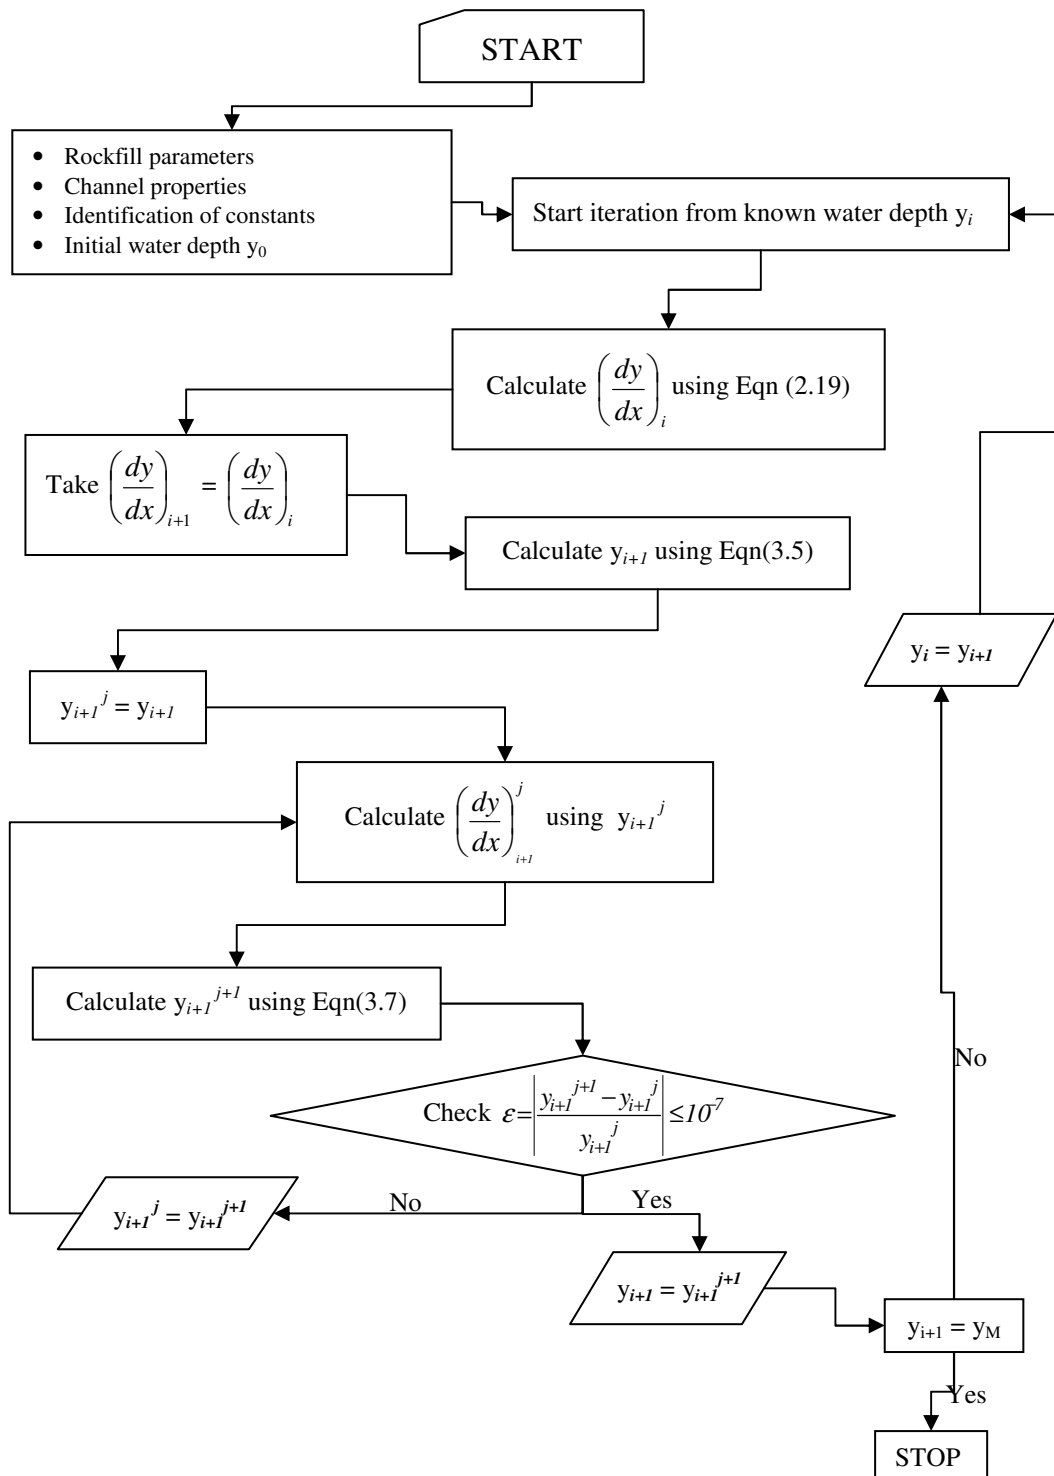 START
• Rockfill parameters
• Channel properties
• Identification of constants
• Initial water depth y₀
Start iteration from known water depth yᵢ
Calculate (dy/dx)ᵢ using Eqn (2.19)
Take (dy/dx)ᵢ₊₁ = (dy/dx)ᵢ
Calculate yᵢ₊₁ using Eqn(3.5)
yᵢ = yᵢ₊₁
yᵢ₊₁ʲ = yᵢ₊₁
Calculate (dy/dx)ᵢ₊₁ʲ using yᵢ₊₁ʲ
Calculate yᵢ₊₁ʲ⁺¹ using Eqn(3.7)
No
Check ε=|(yᵢ₊₁ʲ⁺¹ − yᵢ₊₁ʲ)/yᵢ₊₁ʲ| ≤10⁻⁷
No
Yes
yᵢ₊₁ʲ = yᵢ₊₁ʲ⁺¹
yᵢ₊₁ = yᵢ₊₁ʲ⁺¹
yᵢ₊₁ = y_M
Yes
STOP